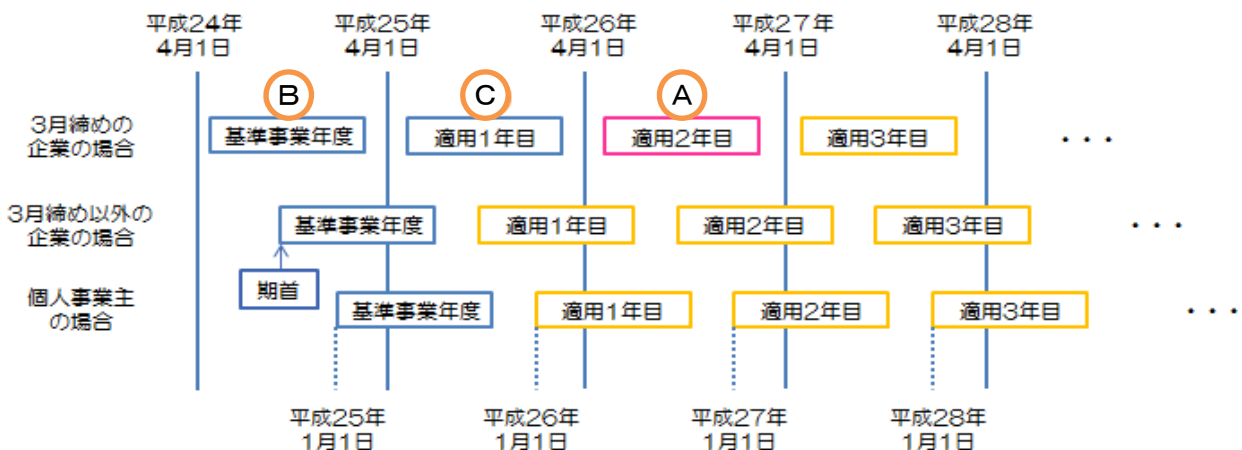 平成24年
4月1日
平成25年
4月1日
平成26年
4月1日
平成27年
4月1日
平成28年
4月1日
B
C
A
3月締めの
企業の場合
基準事業年度
適用1年目
適用2年目
適用3年目
・・・
3月締め以外の
企業の場合
基準事業年度
適用1年目
適用2年目
適用3年目
・・・
期首
個人事業主
の場合
基準事業年度
適用1年目
適用2年目
適用3年目
・・・
平成25年
1月1日
平成26年
1月1日
平成27年
1月1日
平成28年
1月1日